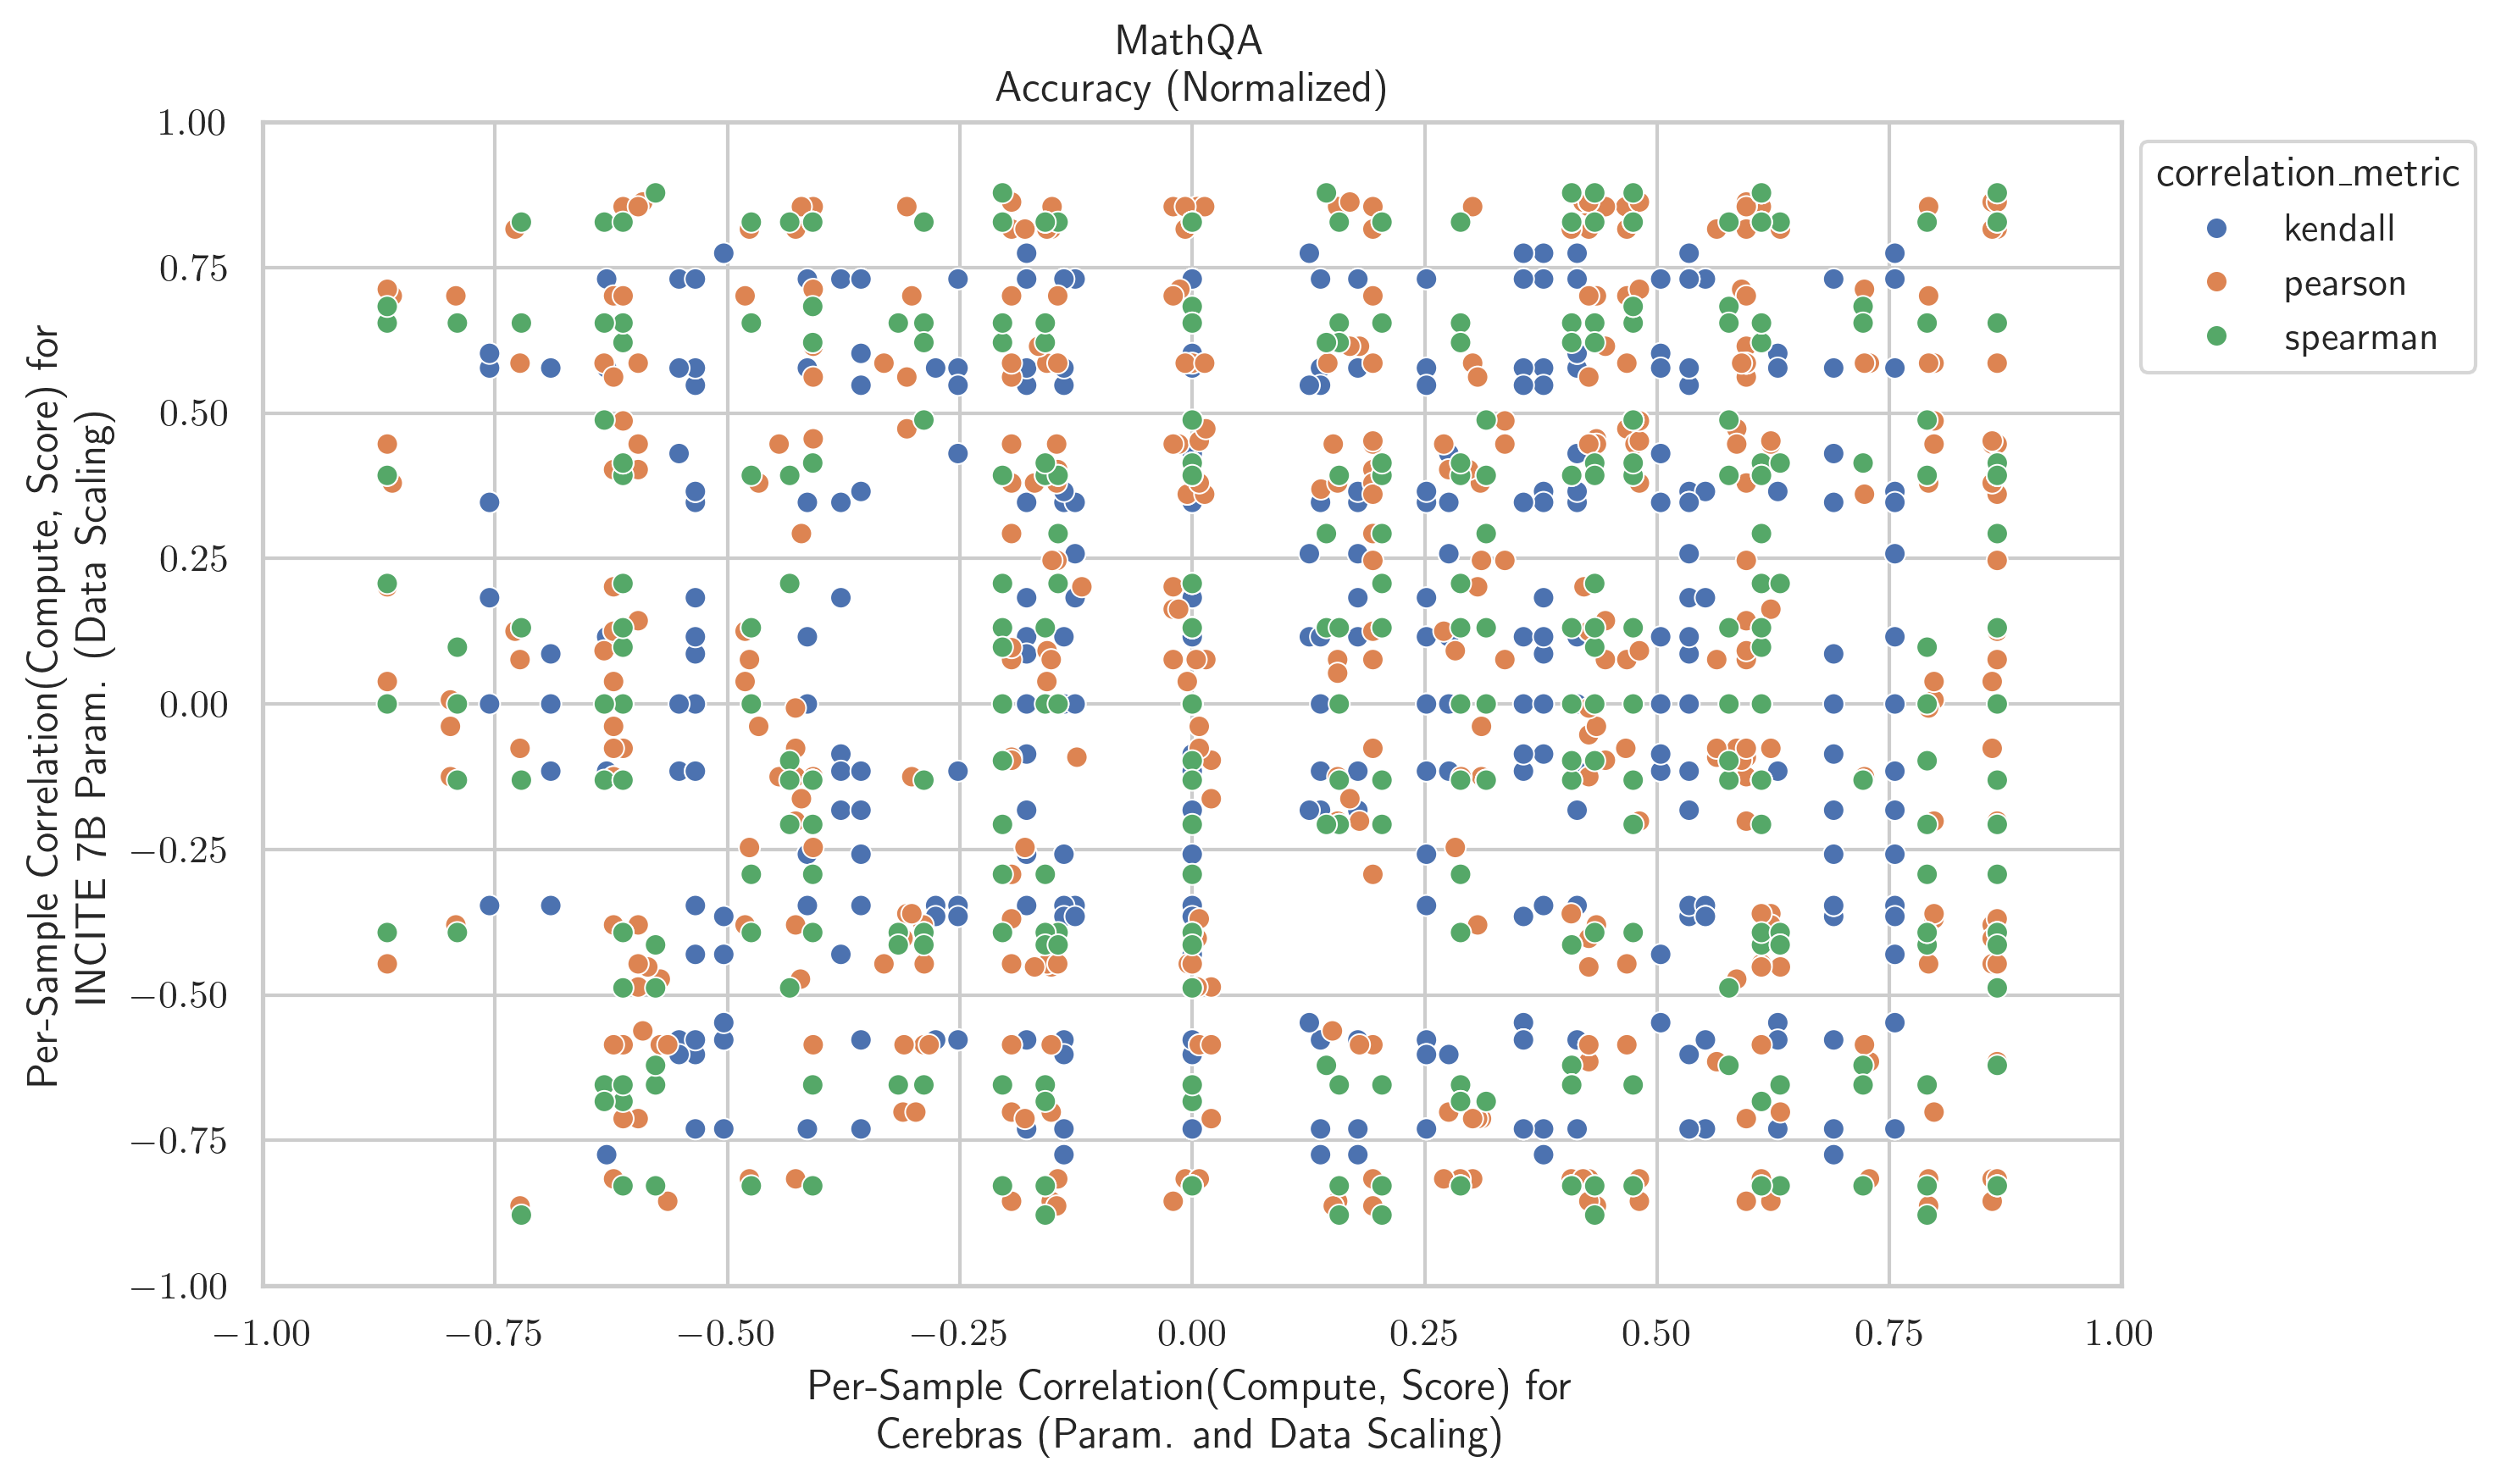 MathQA
Accuracy (Normalized)
1.00
0.75
0.50
0.25
0.00
−0.25
−0.50
−0.75
−1.00
Per-Sample Correlation(Compute, Score) for
INCITE 7B Param. (Data Scaling)
−1.00 −0.75 −0.50 −0.25 0.00 0.25 0.50 0.75 1.00
Per-Sample Correlation(Compute, Score) for
Cerebras (Param. and Data Scaling)
correlation_metric
kendall
pearson
spearman